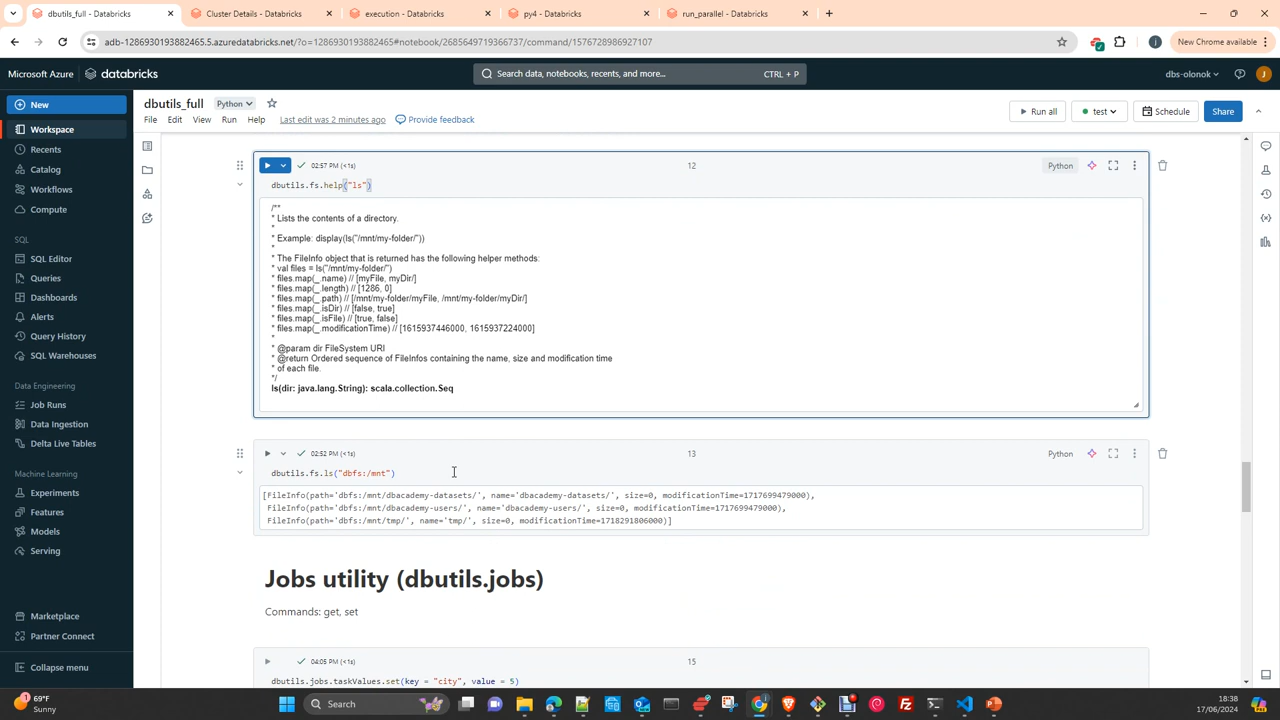 dbutils_full - Databricks
Cluster Details - Databricks
execution - Databricks
py4 - Databricks
run_parallel - Databricks
adb-1286930193882465.5.azuredatabricks.net/?o=1286930193882465#notebook/2685649719366737/command/1576728986927107
New Chrome available
Microsoft Azure
databricks
Search data, notebooks, recents, and more...
CTRL + P
dbs-olonok
J
New
Workspace
Recents
Catalog
Workflows
Compute
SQL
SQL Editor
Queries
Dashboards
Alerts
Query History
SQL Warehouses
Data Engineering
Job Runs
Data Ingestion
Delta Live Tables
Machine Learning
Experiments
Features
Models
Serving
Marketplace
Partner Connect
Collapse menu
dbutils_full
Python
File
Edit
View
Run
Help
Last edit was 2 minutes ago
Provide feedback
Run all
test
Schedule
Share
02:57 PM (<1s)
12
Python
dbutils.fs.help("ls")
/**
* Lists the contents of a directory.
*
* Example: display(ls("/mnt/my-folder/"))
*
* The FileInfo object that is returned has the following helper methods:
* val files = ls("/mnt/my-folder/")
* files.map(_.name) // [myFile, myDir/]
* files.map(_.length) // [1286, 0]
* files.map(_.path) // [/mnt/my-folder/myFile, /mnt/my-folder/myDir/]
* files.map(_.isDir) // [false, true]
* files.map(_.isFile) // [true, false]
* files.map(_.modificationTime) // [1615937446000, 1615937224000]
*
* @param dir FileSystem URI
* @return Ordered sequence of FileInfos containing the name, size and modification time
* of each file.
*/
ls(dir: java.lang.String): scala.collection.Seq
02:52 PM (<1s)
13
Python
dbutils.fs.ls("dbfs:/mnt")
[FileInfo(path='dbfs:/mnt/dbacademy-datasets/', name='dbacademy-datasets/', size=0, modificationTime=1717699479000),
FileInfo(path='dbfs:/mnt/dbacademy-users/', name='dbacademy-users/', size=0, modificationTime=1717699479000),
FileInfo(path='dbfs:/mnt/tmp/', name='tmp/', size=0, modificationTime=1718291806000)]
Jobs utility (dbutils.jobs)
Commands: get, set
04:05 PM (<1s)
15
dbutils.jobs.taskValues.set(key = "city", value = 5)
69°F
Sunny
Search
18:38
17/06/2024